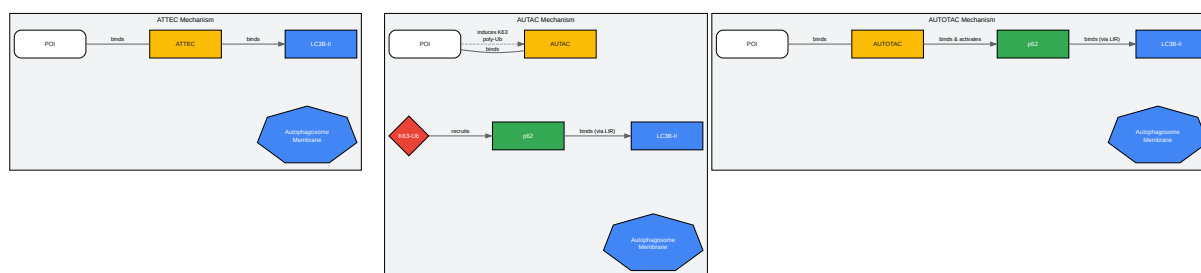 ATTEC Mechanism
POI
binds
ATTEC
binds
LC3B-II
Autophagosome
Membrane
AUTAC Mechanism
POI
induces K63
poly-Ub
binds
AUTAC
K63-Ub
recruits
p62
binds (via LIR)
LC3B-II
Autophagosome
Membrane
AUTOTAC Mechanism
POI
binds
AUTOTAC
binds & activates
p62
binds (via LIR)
LC3B-II
Autophagosome
Membrane